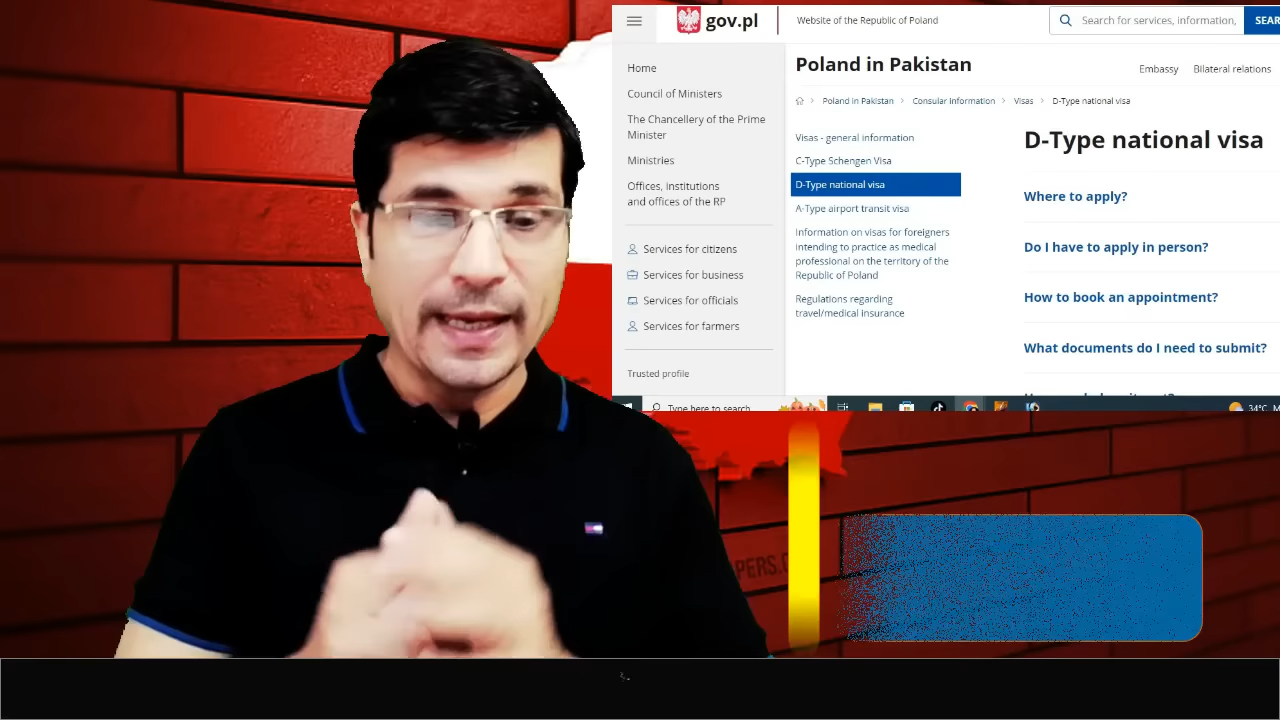 gov.pl
Website of the Republic of Poland
Search for services, information,
Home
Council of Ministers
The Chancellery of the Prime
Minister
Ministries
Offices, institutions
and offices of the RP
Services for citizens
Services for business
Services for officials
Services for farmers
Trusted profile
Poland in Pakistan
Embassy
Bilateral relations
Poland in Pakistan
Consular information
Visas
D-Type national visa
Visas - general information
C-Type Schengen Visa
D-Type national visa
A-Type airport transit visa
Information on visas for foreigners
intending to practice as medical
professional on the territory of the
Republic of Poland
Regulations regarding
travel/medical insurance
D-Type national visa
Where to apply?
Do I have to apply in person?
How to book an appointment?
What documents do I need to submit?
Type here to search
34°C